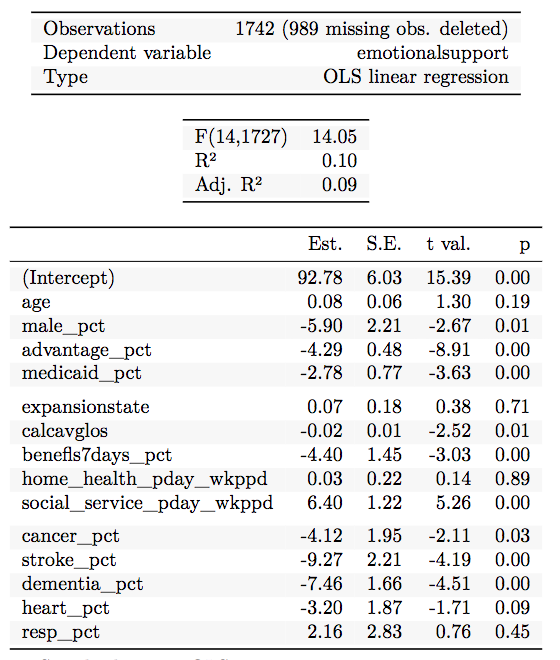 Observations 1742 (989 missing obs. deleted)
Dependent variable emotionalsupport
Type OLS linear regression
F(14,1727) 14.05
R² 0.10
Adj. R² 0.09
Est. S.E. t val. p
(Intercept) 92.78 6.03 15.39 0.00
age 0.08 0.06 1.30 0.19
male_pct -5.90 2.21 -2.67 0.01
advantage_pct -4.29 0.48 -8.91 0.00
medicaid_pct -2.78 0.77 -3.63 0.00
expansionstate 0.07 0.18 0.38 0.71
calcavglos -0.02 0.01 -2.52 0.01
benefls7days_pct -4.40 1.45 -3.03 0.00
home_health_pday_wkppd 0.03 0.22 0.14 0.89
social_service_pday_wkppd 6.40 1.22 5.26 0.00
cancer_pct -4.12 1.95 -2.11 0.03
stroke_pct -9.27 2.21 -4.19 0.00
dementia_pct -7.46 1.66 -4.51 0.00
heart_pct -3.20 1.87 -1.71 0.09
resp_pct 2.16 2.83 0.76 0.45